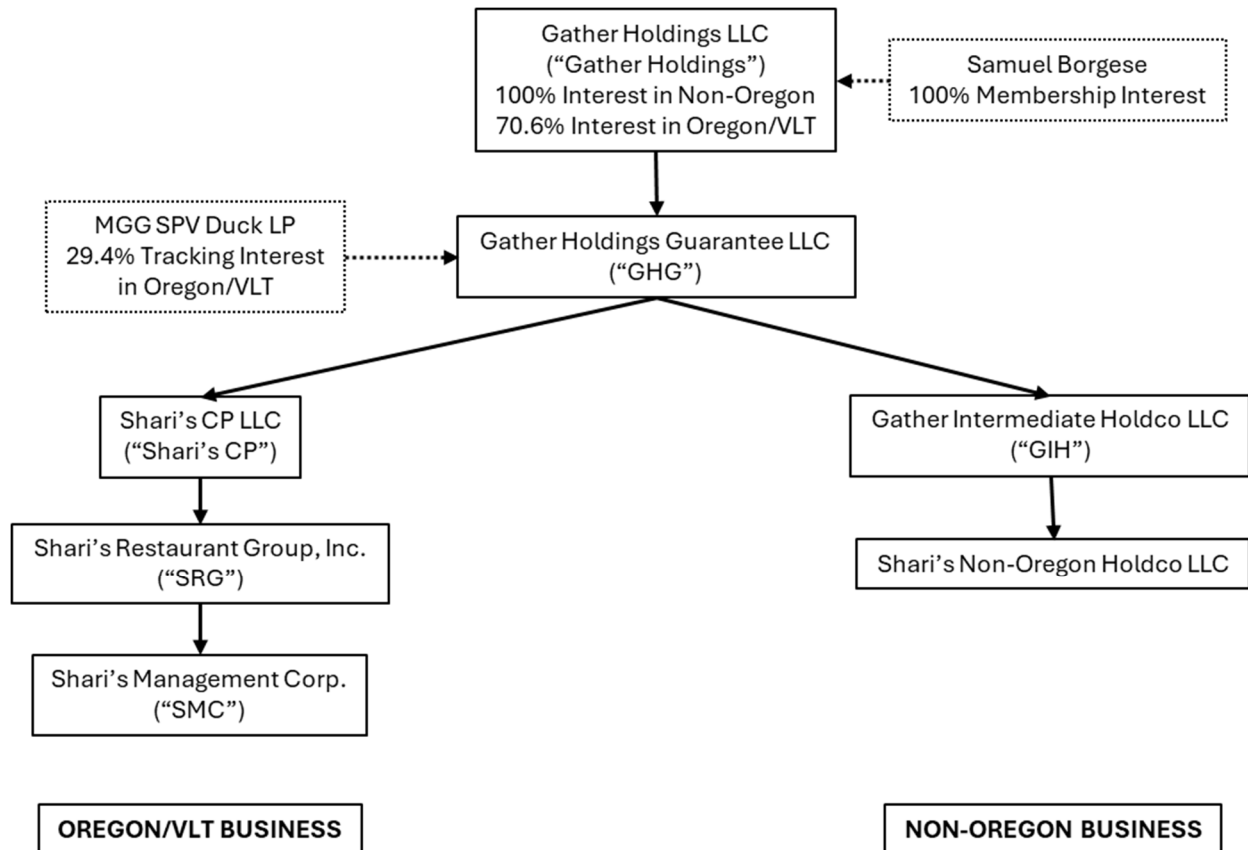 Gather Holdings LLC
(“Gather Holdings”)
100% Interest in Non-Oregon
70.6% Interest in Oregon/VLT
Samuel Borgese
100% Membership Interest
MGG SPV Duck LP
29.4% Tracking Interest
in Oregon/VLT
Gather Holdings Guarantee LLC
(“GHG”)
Shari’s CP LLC
(“Shari’s CP”)
Gather Intermediate Holdco LLC
(“GIH”)
Shari’s Restaurant Group, Inc.
(“SRG”)
Shari’s Non-Oregon Holdco LLC
Shari’s Management Corp.
(“SMC”)
OREGON/VLT BUSINESS
NON-OREGON BUSINESS